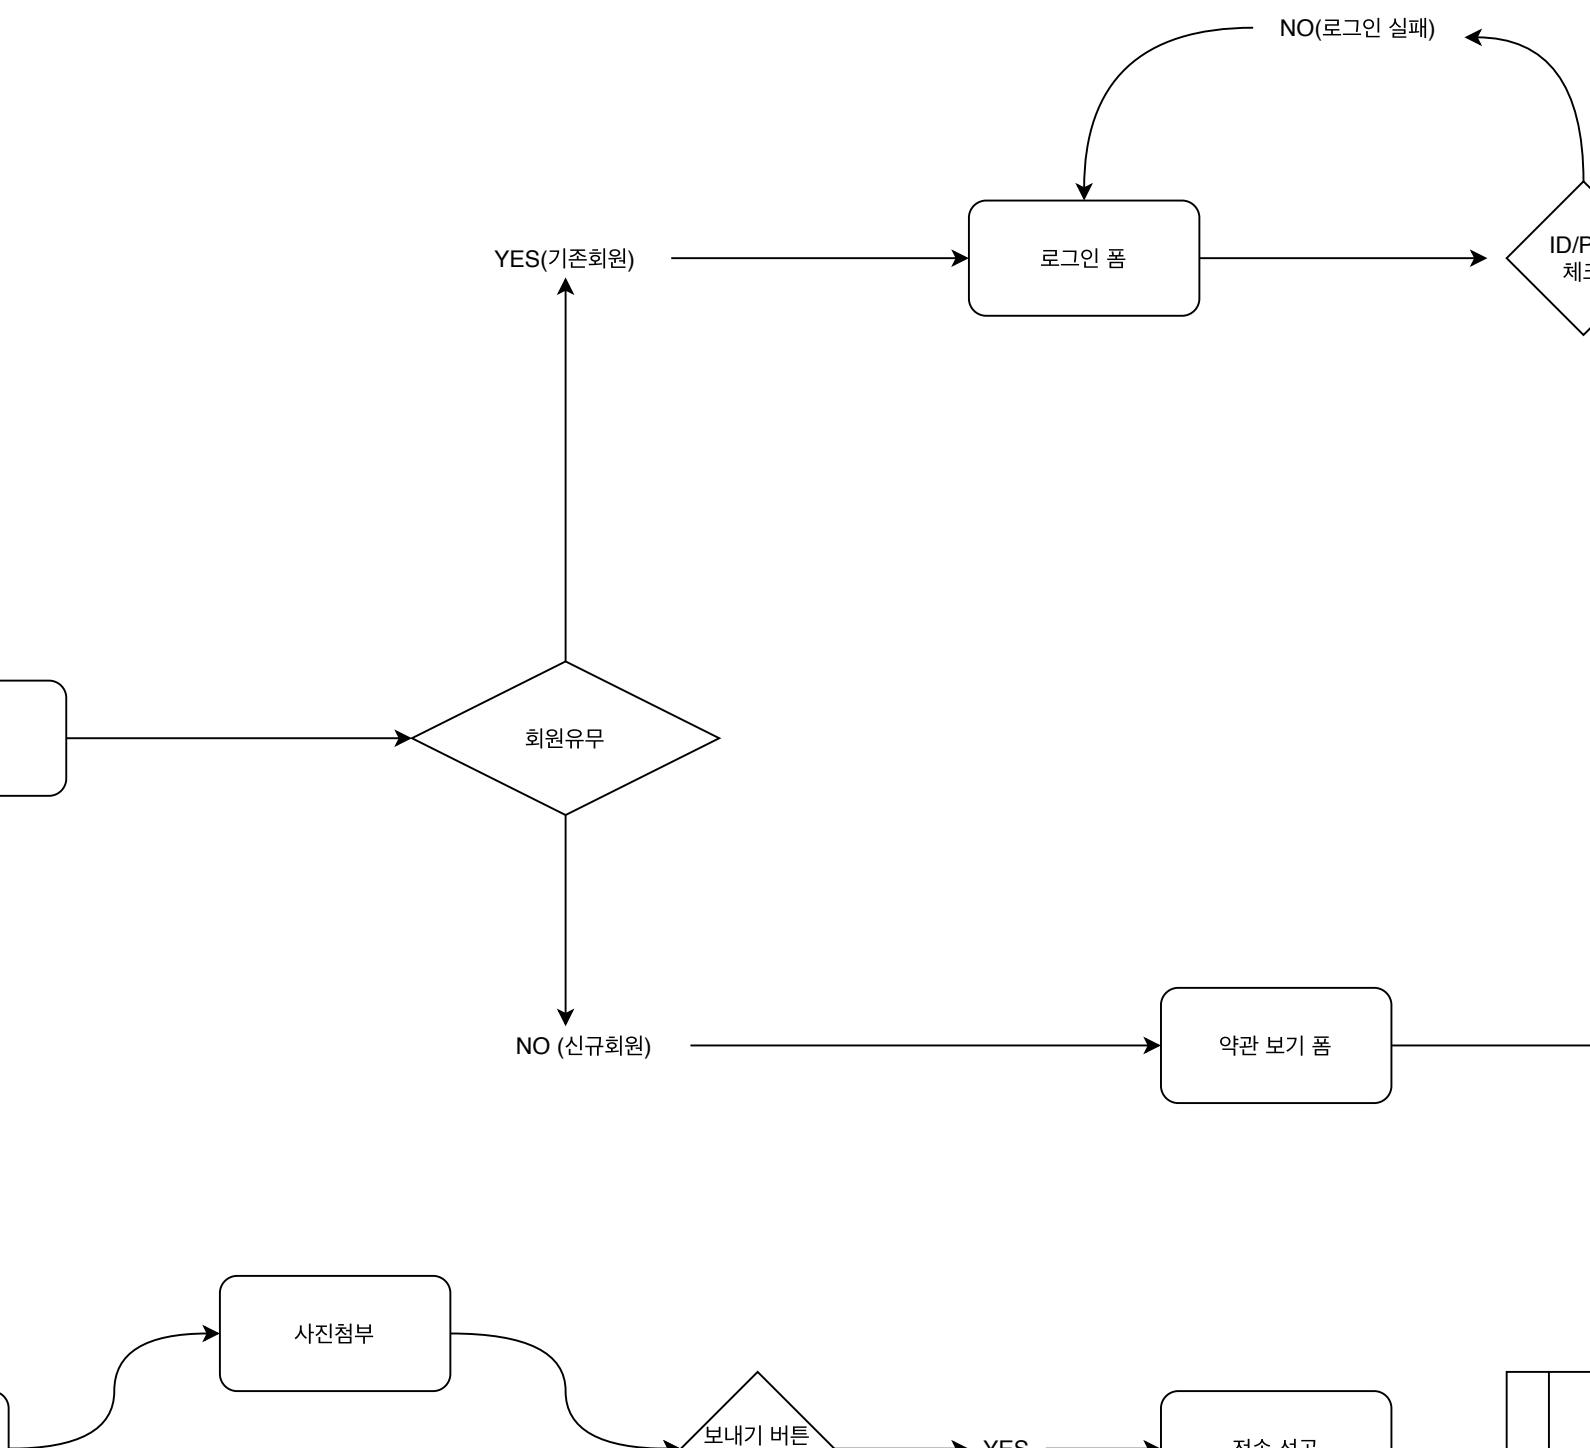 NO(로그인 실패)
YES(기존회원)
로그인 폼
회원유무
NO (신규회원)
약관 보기 폼
사진첨부
보내기 버튼
YES